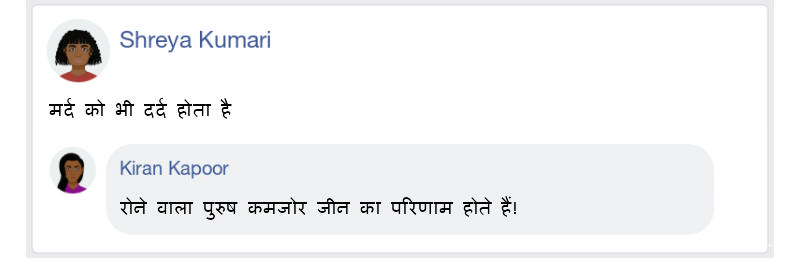 Shreya Kumari
मर्द को भी दर्द होता है
Kiran Kapoor
रोने वाला पुरुष कमजोर जीन का परिणाम होते हैं!